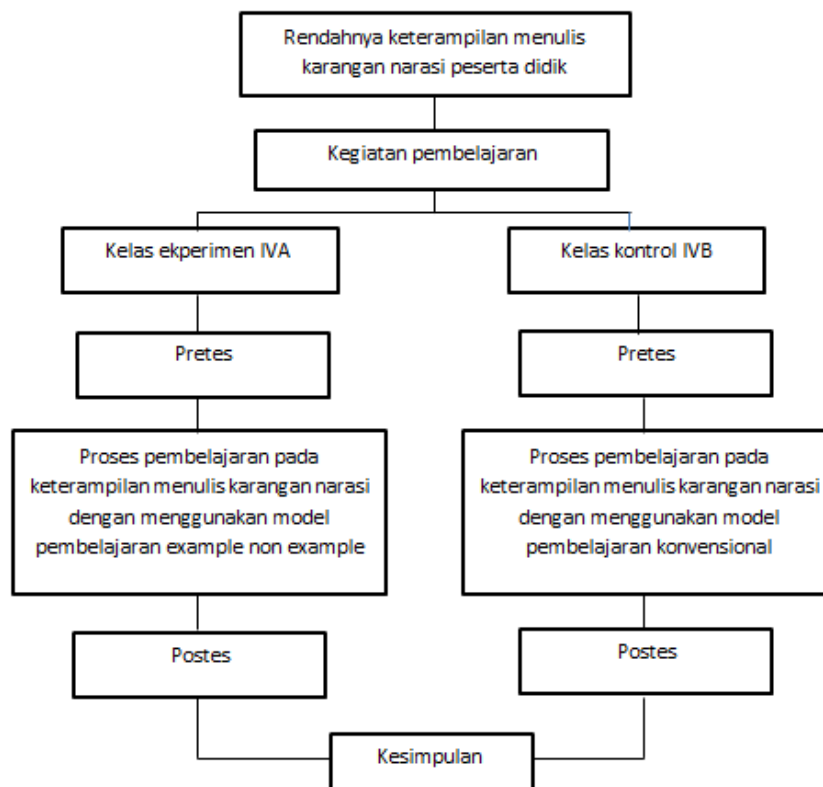 Rendahnya keterampilan menulis
karangan narasi peserta didik
Kegiatan pembelajaran
Kelas ekperimen IVA
Kelas kontrol IVB
Pretes
Pretes
Proses pembelajaran pada
keterampilan menulis karangan narasi
dengan menggunakan model
pembelajaran example non example
Proses pembelajaran pada
keterampilan menulis karangan narasi
dengan menggunakan model
pembelajaran konvensional
Postes
Postes
Kesimpulan